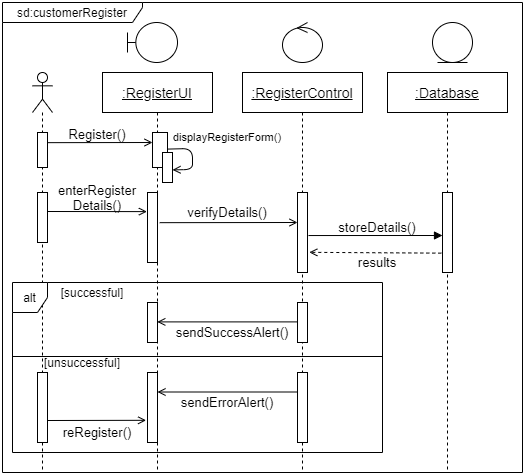 sd:customerRegister
:RegisterUI
:RegisterControl
:Database
Register()
displayRegisterForm()
enterRegister
Details()
verifyDetails()
storeDetails()
results
alt
[successful]
sendSuccessAlert()
[unsuccessful]
sendErrorAlert()
reRegister()